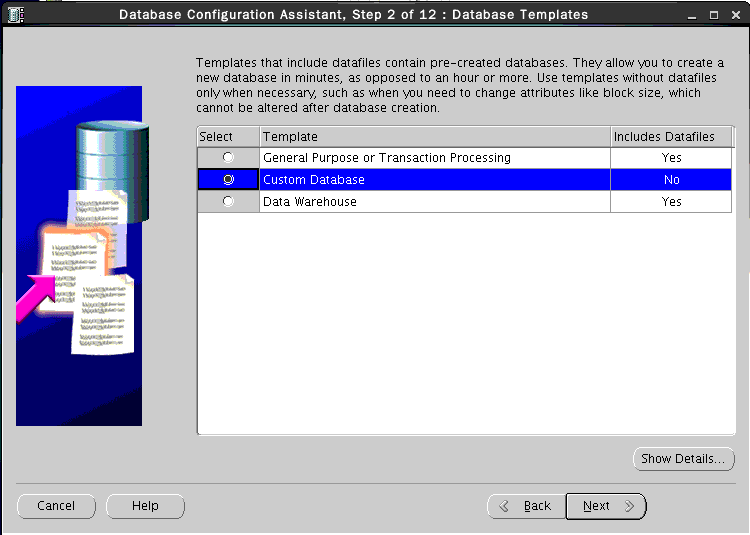 Database Configuration Assistant, Step 2 of 12 : Database Templates
Templates that include datafiles contain pre-created databases. They allow you to create a
new database in minutes, as opposed to an hour or more. Use templates without datafiles
only when necessary, such as when you need to change attributes like block size, which
cannot be altered after database creation.
Select Template Includes Datafiles
General Purpose or Transaction Processing Yes
Custom Database No
Data Warehouse Yes
Show Details...
Cancel Help Back Next